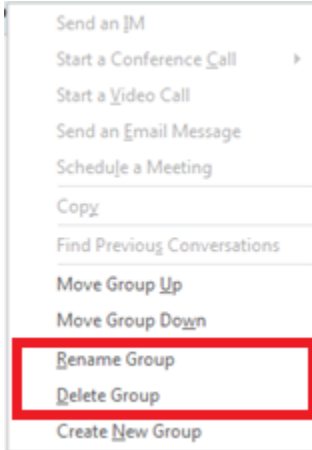 Send an IM
Start a Conference Call
Start a Video Call
Send an Email Message
Schedule a Meeting
Copy
Find Previous Conversations
Move Group Up
Move Group Down
Rename Group
Delete Group
Create New Group